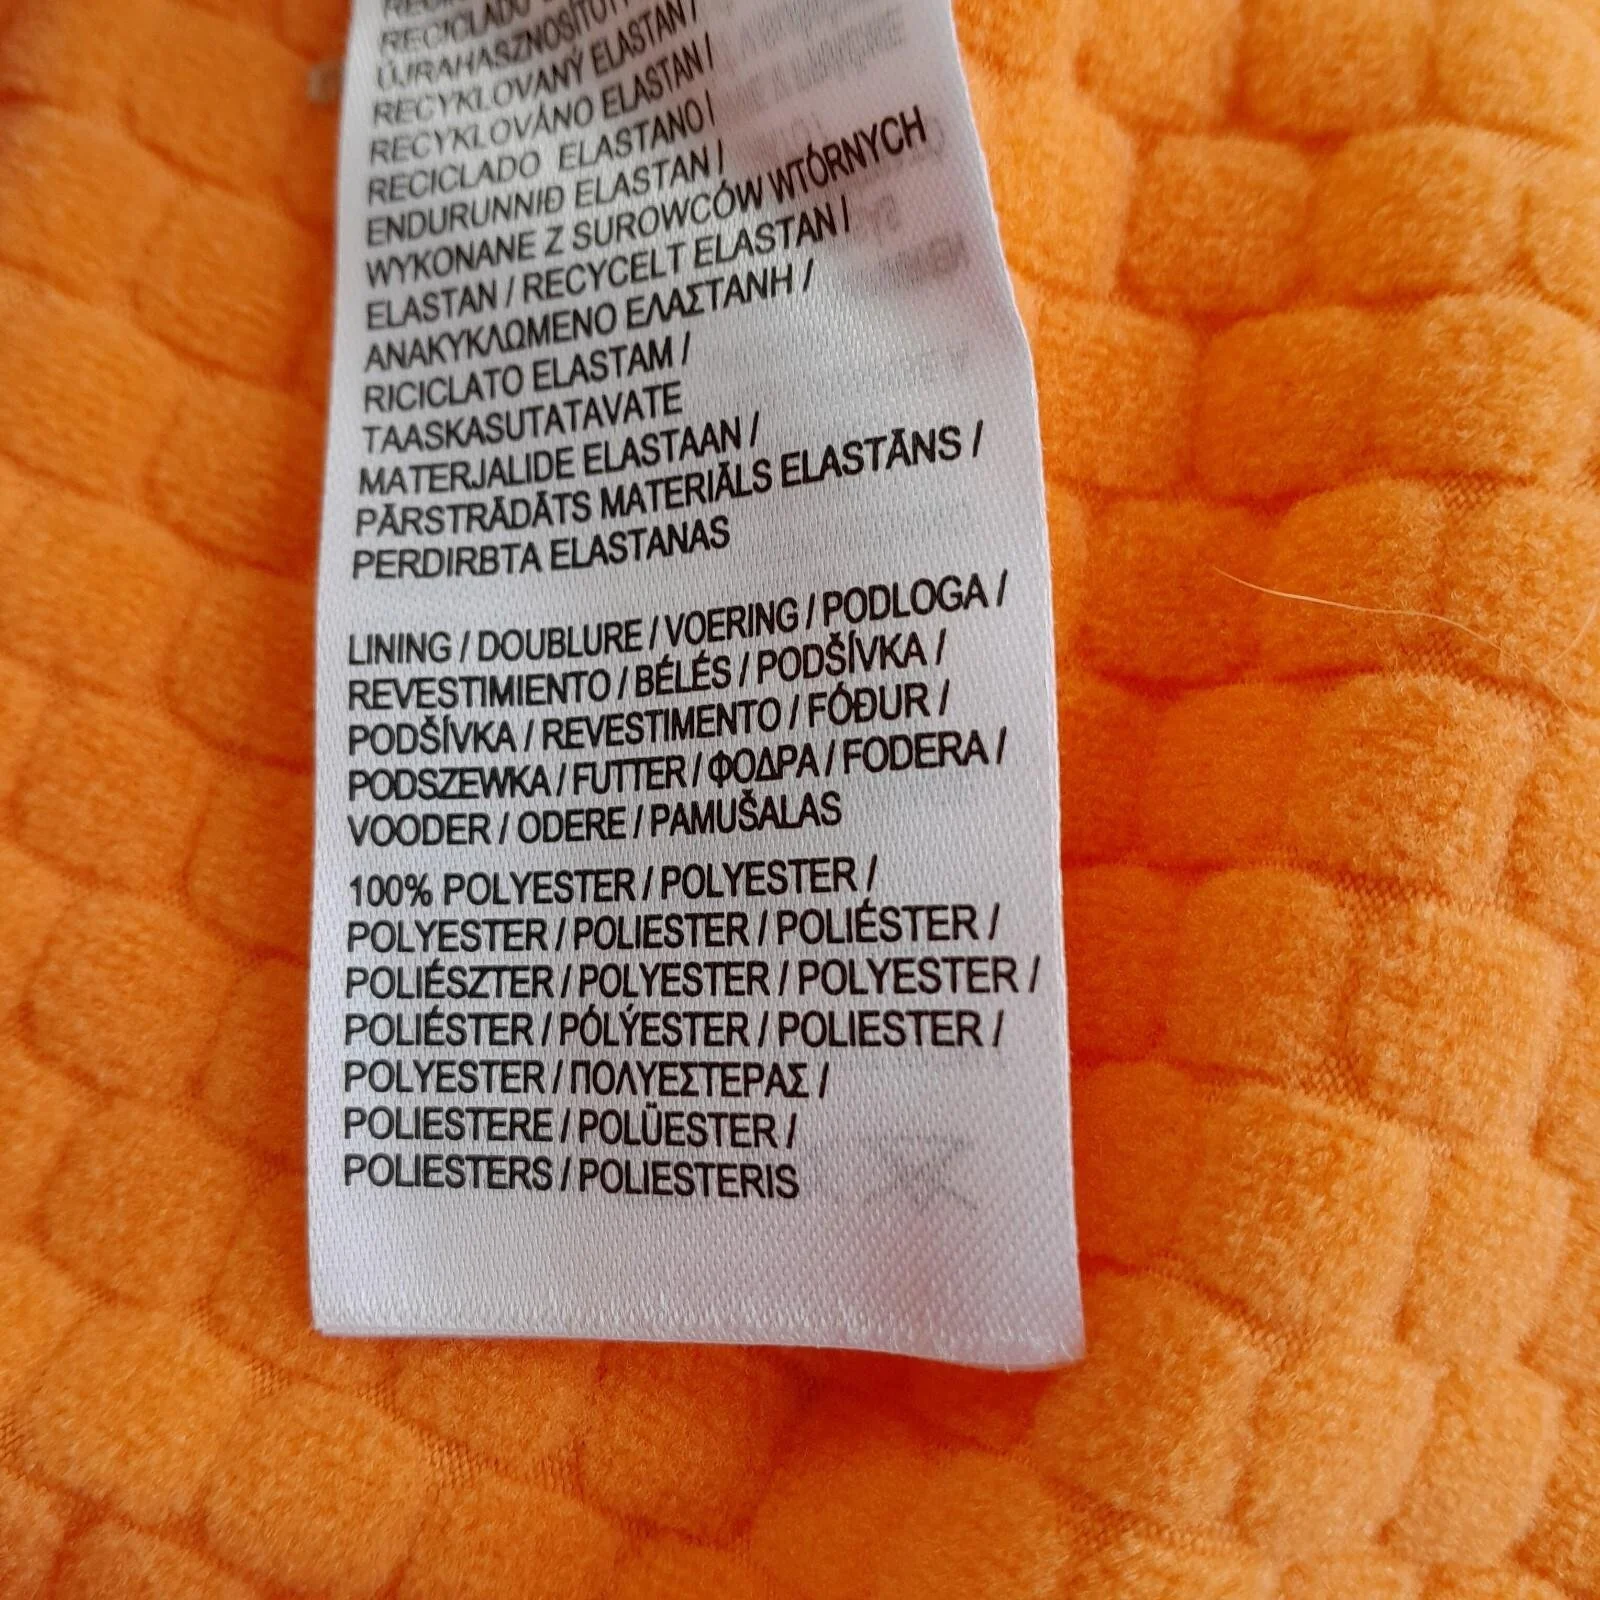 RECICLADO
ÚJRAHASZNOSÍTOTT
RECYKLOVANÝ ELASTAN /
RECYKLOVÁNO ELASTAN /
RECICLADO ELASTANO /
ENDURUNNIÐ ELASTAN /
WYKONANE Z SUROWCÓW WTÓRNYCH
ELASTAN / RECYCELT ELASTAN /
ΑΝΑΚΥΚΛΩΜΕΝΟ ΕΛΑΣΤΑΝΗ /
RICICLATO ELASTAM /
TAASKASUTATAVATE
MATERJALIDE ELASTAAN /
PĀRSTRĀDĀTS MATERIĀLS ELASTĀNS /
PERDIRBTA ELASTANAS
LINING / DOUBLURE / VOERING / PODLOGA /
REVESTIMIENTO / BÉLÉS / PODŠÍVKA /
PODŠÍVKA / REVESTIMENTO / FÓÐUR /
PODSZEWKA / FUTTER / ΦΟΔΡΑ / FODERA /
VOODER / ODERE / PAMUŠALAS
100% POLYESTER / POLYESTER /
POLYESTER / POLIESTER / POLIÉSTER /
POLIÉSZTER / POLYESTER / POLYESTER /
POLIÉSTER / PÓLÝESTER / POLIESTER /
POLYESTER / ΠΟΛΥΕΣΤΕΡΑΣ /
POLIESTERE / POLÜESTER /
POLIESTERS / POLIESTERIS